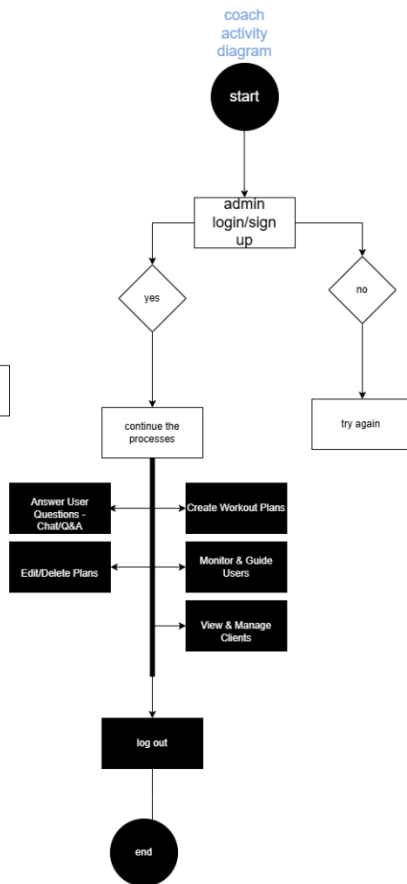 coach
activity
diagram
start
admin
login/sign
up
yes
no
continue the
processes
try again
Answer User
Questions -
Chat/Q&A
Create Workout Plans
Edit/Delete Plans
Monitor & Guide
Users
View & Manage
Clients
log out
end